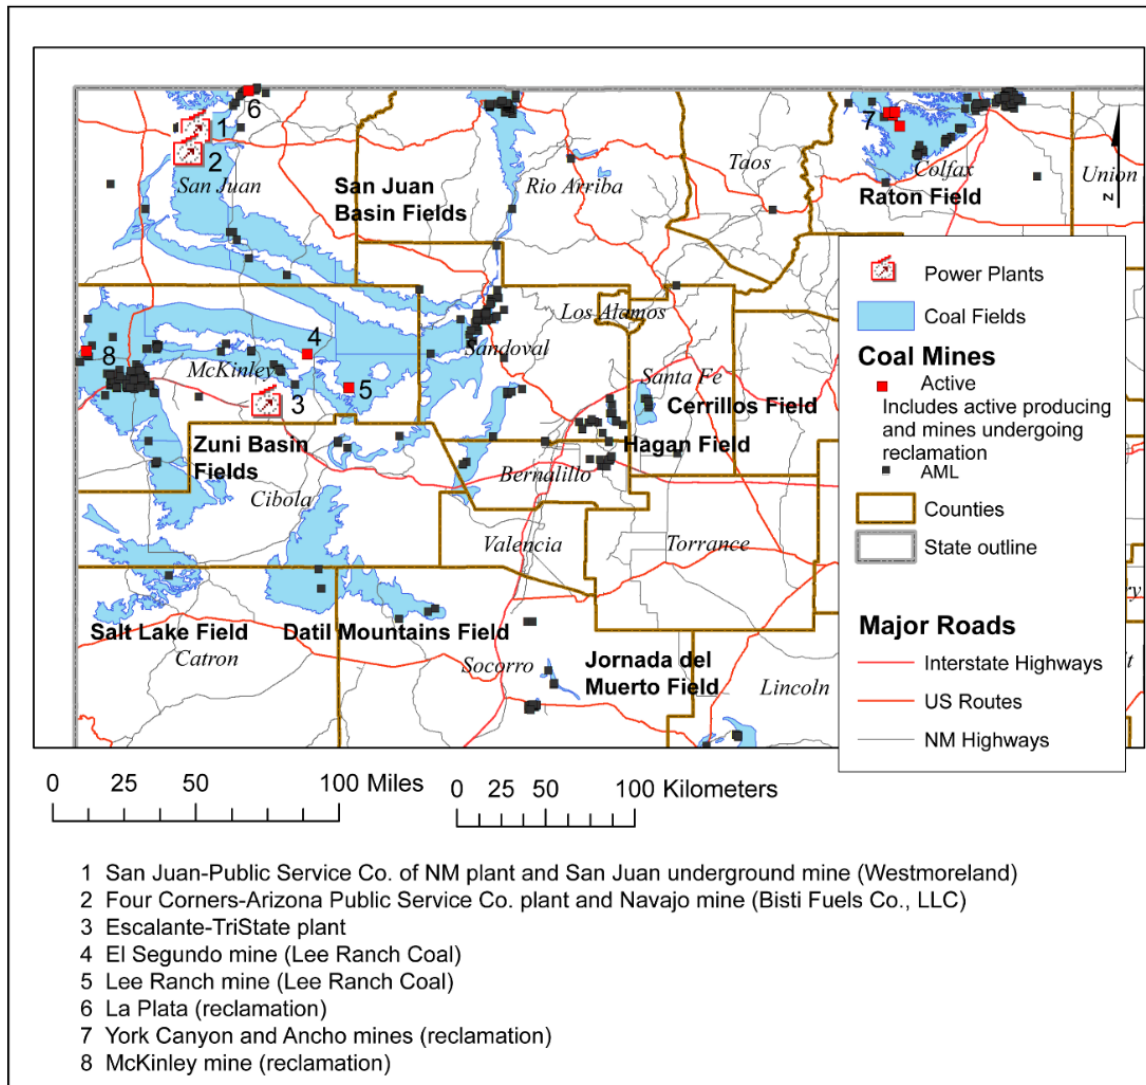 6
1
2
San Juan
San Juan
Basin Fields
Rio Arriba
Taos
7
Colfax
Raton Field
Union
N
Power Plants
Coal Fields
Coal Mines
Active
Includes active producing
and mines undergoing
reclamation
AML
Counties
State outline
Major Roads
Interstate Highways
US Routes
NM Highways
Los Alamos
Sandoval
4
8
McKinley
5
3
Santa Fe
Cerrillos Field
Hagan Field
Zuni Basin
Fields
Bernalillo
Cibola
Valencia
Torrance
Salt Lake Field
Datil Mountains Field
Catron
Socorro
Jornada del
Muerto Field
Lincoln
0 25 50 100 Miles
0 25 50 100 Kilometers
1 San Juan-Public Service Co. of NM plant and San Juan underground mine (Westmoreland)
2 Four Corners-Arizona Public Service Co. plant and Navajo mine (Bisti Fuels Co., LLC)
3 Escalante-TriState plant
4 El Segundo mine (Lee Ranch Coal)
5 Lee Ranch mine (Lee Ranch Coal)
6 La Plata (reclamation)
7 York Canyon and Ancho mines (reclamation)
8 McKinley mine (reclamation)